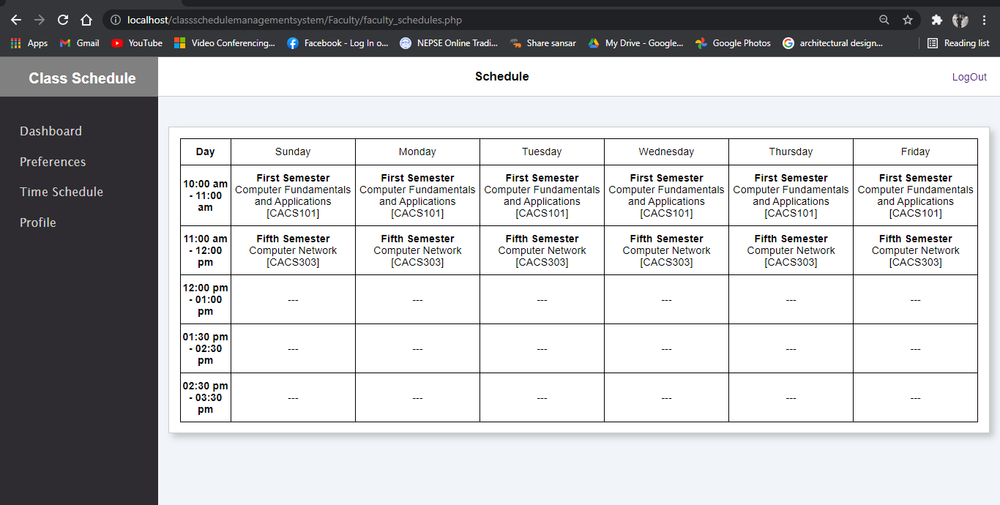 localhost/classschedulemanagementsystem/Faculty/faculty_schedules.php
Apps Gmail YouTube Video Conferencing... Facebook - Log In o... NEPSE Online Tradi... Share sansar My Drive - Google... Google Photos architectural design... Reading list
Class Schedule Schedule LogOut
Dashboard
Preferences
Time Schedule
Profile
Day Sunday Monday Tuesday Wednesday Thursday Friday
10:00 am
- 11:00
am
First Semester
Computer Fundamentals
and Applications
[CACS101]
First Semester
Computer Fundamentals
and Applications
[CACS101]
First Semester
Computer Fundamentals
and Applications
[CACS101]
First Semester
Computer Fundamentals
and Applications
[CACS101]
First Semester
Computer Fundamentals
and Applications
[CACS101]
First Semester
Computer Fundamentals
and Applications
[CACS101]
11:00 am
- 12:00
pm
Fifth Semester
Computer Network
[CACS303]
Fifth Semester
Computer Network
[CACS303]
Fifth Semester
Computer Network
[CACS303]
Fifth Semester
Computer Network
[CACS303]
Fifth Semester
Computer Network
[CACS303]
Fifth Semester
Computer Network
[CACS303]
12:00 pm
- 01:00
pm
--- --- --- --- --- ---
01:30 pm
- 02:30
pm
--- --- --- --- --- ---
02:30 pm
- 03:30
pm
--- --- --- --- --- ---